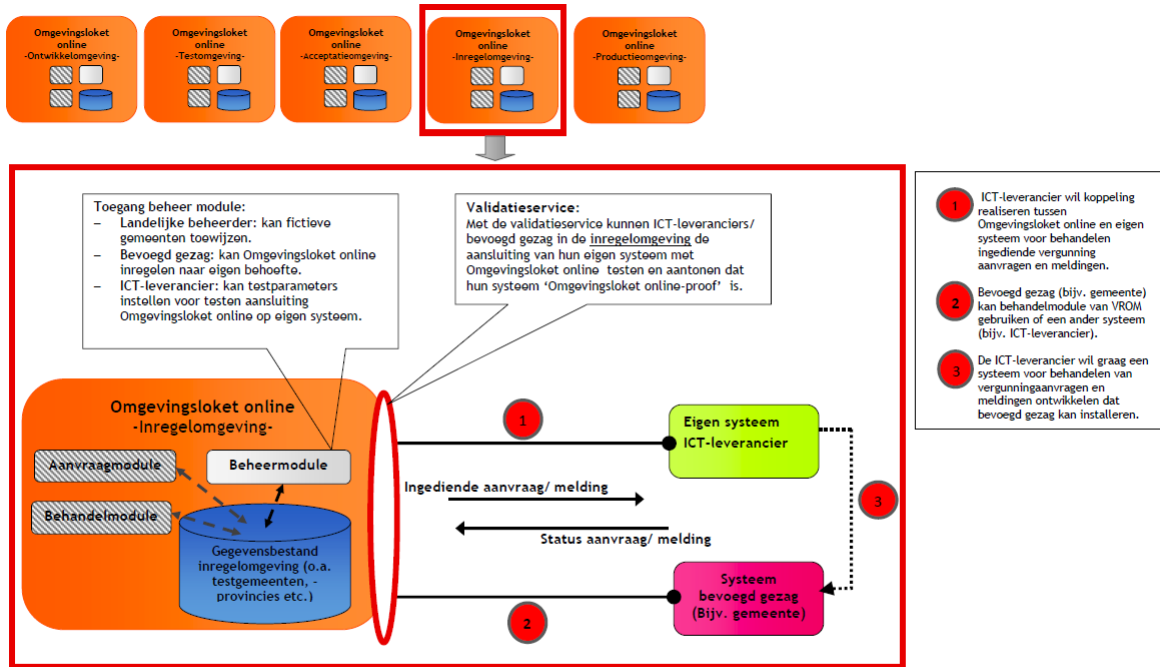 Omgevingsloket
online
-Ontwikkelomgeving-
Omgevingsloket
online
-Testomgeving-
Omgevingsloket
online
-Acceptatieomgeving-
Omgevingsloket
online
-Inregelomgeving-
Omgevingsloket
online
-Productieomgeving-
Toegang beheer module:
– Landelijke beheerder: kan fictieve
gemeenten toewijzen.
– Bevoegd gezag: kan Omgevingsloket online
inregelen naar eigen behoefte.
– ICT-leverancier: kan testparameters
instellen voor testen aansluiting
Omgevingsloket online op eigen systeem.
Validatieservice:
Met de validatieservice kunnen ICT-leveranciers/
bevoegd gezag in de inregelomgeving de
aansluiting van hun eigen systeem met
Omgevingsloket online testen en aantonen dat
hun systeem ‘Omgevingsloket online-proof’ is.
1
ICT-leverancier wil koppeling
realiseren tussen
Omgevingsloket online en eigen
systeem voor behandelen
ingediende vergunning
aanvragen en meldingen.
2
Bevoegd gezag (bijv. gemeente)
kan behandelmodule van VROM
gebruiken of een ander systeem
(bijv. ICT-leverancier).
3
De ICT-leverancier wil graag een
systeem voor behandelen van
vergunningaanvragen en
meldingen ontwikkelen dat
bevoegd gezag kan installeren.
Omgevingsloket online
-Inregelomgeving-
Aanvraagmodule
Beheermodule
Behandelmodule
Gegevensbestand
inregelomgeving (o.a.
testgemeenten, -
provincies etc.)
1
Eigen systeem
ICT-leverancier
Ingediende aanvraag/ melding
3
Status aanvraag/ melding
Systeem
bevoegd gezag
(Bijv. gemeente)
2